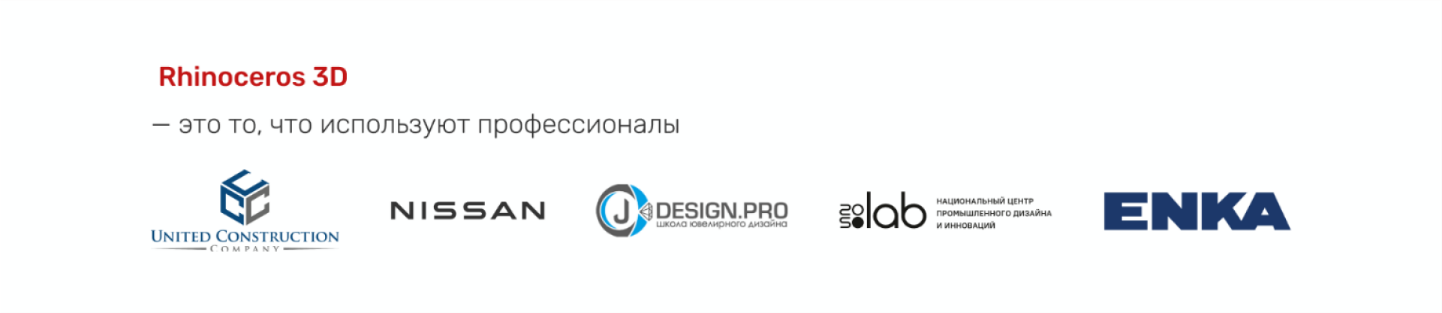 Rhinoceros 3D
— это то, что используют профессионалы
UNITED CONSTRUCTION
COMPANY
NISSAN
J DESIGN.PRO
школа ювелирного дизайна
lab
НАЦИОНАЛЬНЫЙ ЦЕНТР
ПРОМЫШЛЕННОГО ДИЗАЙНА
И ИННОВАЦИЙ
ENKA